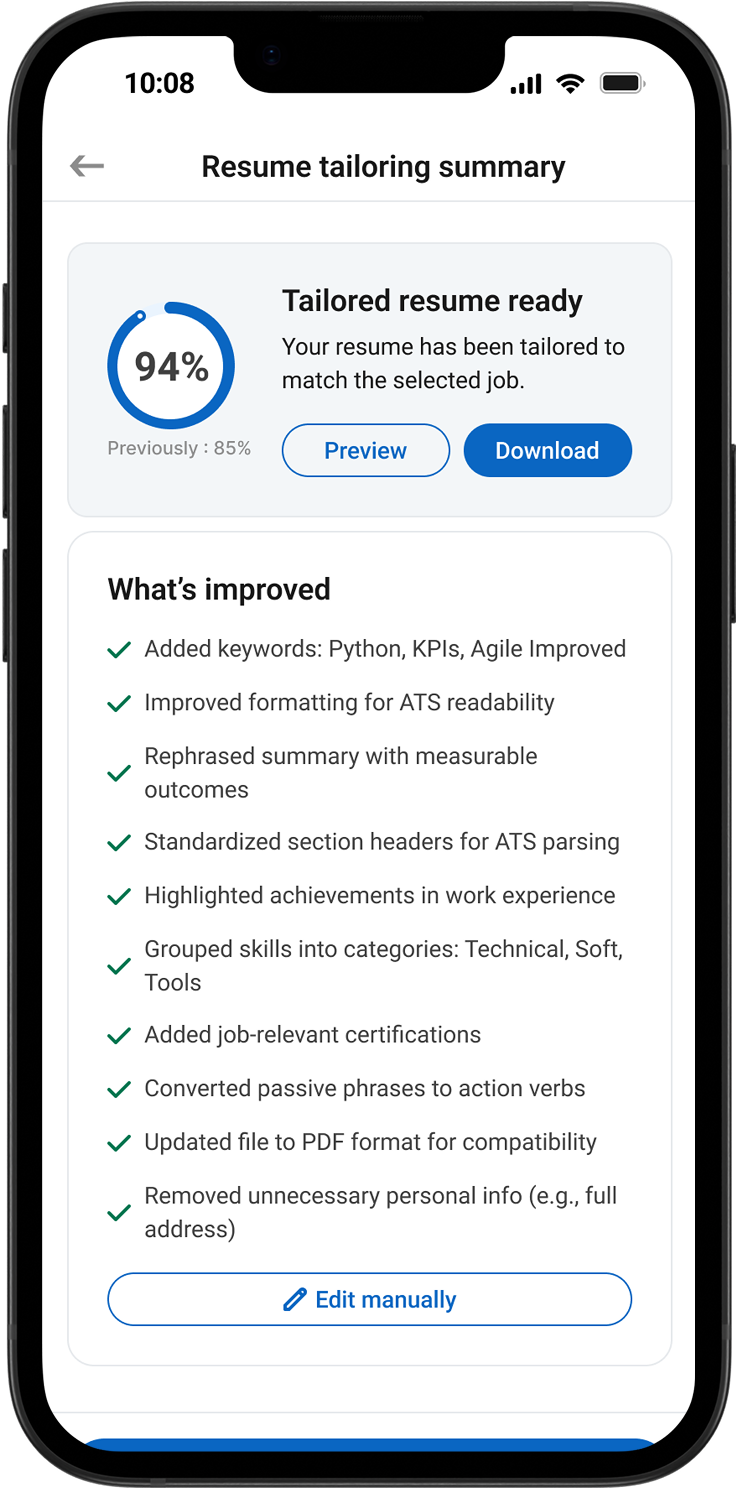 10:08
Resume tailoring summary
94%
Previously : 85%
Tailored resume ready
Your resume has been tailored to
match the selected job.
Preview
Download
What’s improved
Added keywords: Python, KPIs, Agile Improved
Improved formatting for ATS readability
Rephrased summary with measurable
outcomes
Standardized section headers for ATS parsing
Highlighted achievements in work experience
Grouped skills into categories: Technical, Soft,
Tools
Added job-relevant certifications
Converted passive phrases to action verbs
Updated file to PDF format for compatibility
Removed unnecessary personal info (e.g., full
address)
Edit manually